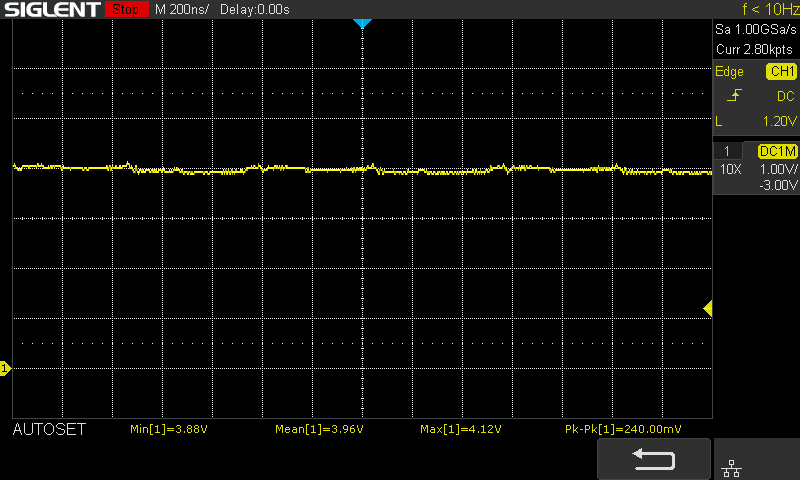 SIGLENT Stop M 200ns/ Delay:0.00s f < 10Hz
Sa 1.00GSa/s
Curr 2.80kpts
Edge CH1
DC
L 1.20V
1 DC1M
10X 1.00V/
-3.00V
1
AUTOSET Min[1]=3.88V Mean[1]=3.96V Max[1]=4.12V Pk-Pk[1]=240.00mV